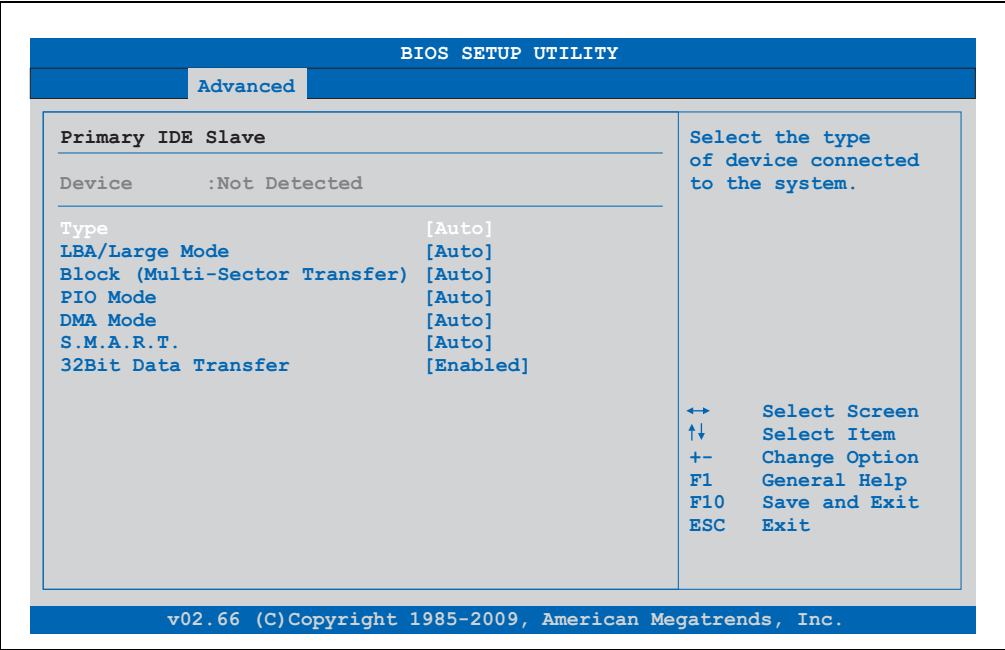 BIOS SETUP UTILITY
Advanced
Primary IDE Slave
Device :Not Detected
Type [Auto]
LBA/Large Mode [Auto]
Block (Multi-Sector Transfer) [Auto]
PIO Mode [Auto]
DMA Mode [Auto]
S.M.A.R.T. [Auto]
32Bit Data Transfer [Enabled]
Select the type
of device connected
to the system.
↔ Select Screen
↑↓ Select Item
+- Change Option
F1 General Help
F10 Save and Exit
ESC Exit
v02.66 (C)Copyright 1985-2009, American Megatrends, Inc.